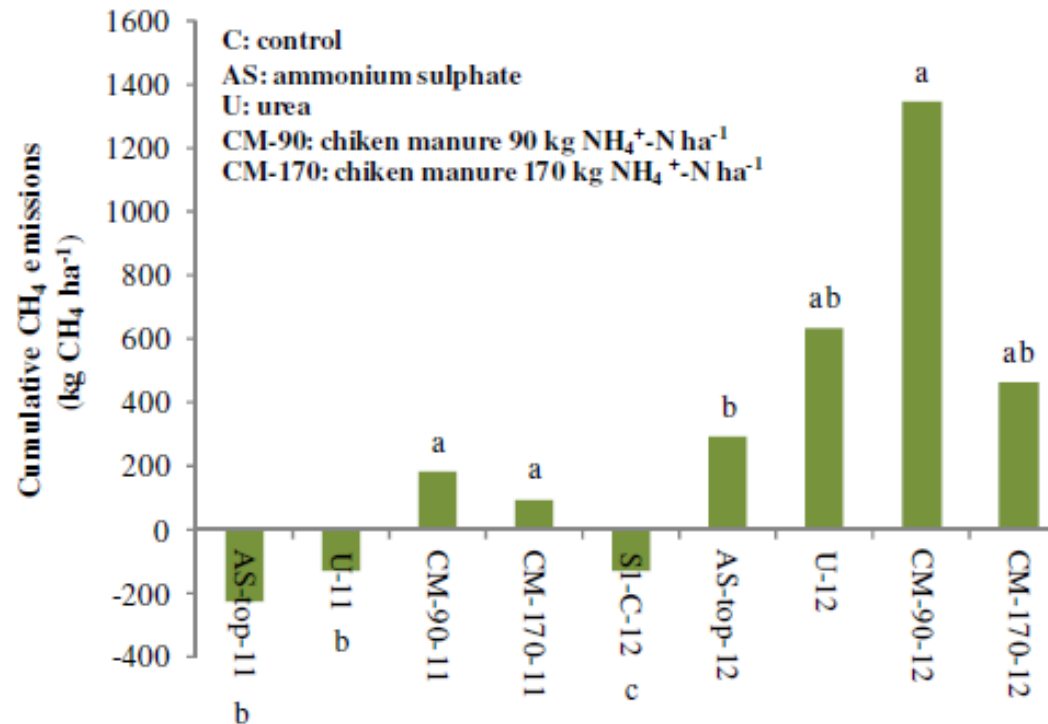 Cumulative CH₄ emissions
(kg CH₄ ha⁻¹)
1600
1400
1200
1000
800
600
400
200
0
-200
-400
C: control
AS: ammonium sulphate
U: urea
CM-90: chiken manure 90 kg NH₄⁺-N ha⁻¹
CM-170: chiken manure 170 kg NH₄⁺-N ha⁻¹
a
a
b
ab
a
ab
AS-top-11
U-11
CM-90-11
CM-170-11
S1-C-12
AS-top-12
U-12
CM-90-12
CM-170-12
b
b
c